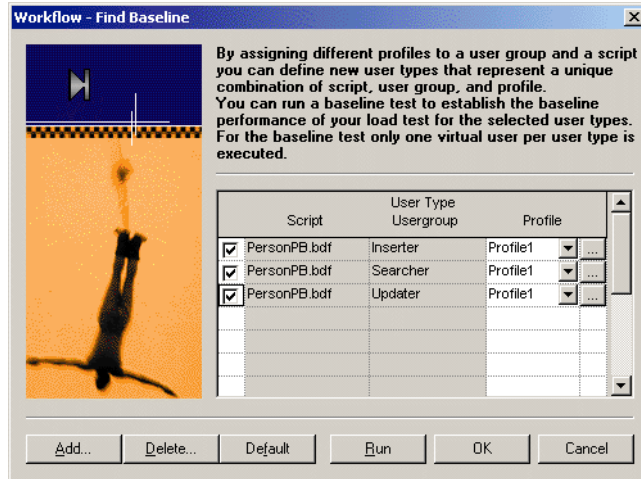 Workflow - Find Baseline
By assigning different profiles to a user group and a script
you can define new user types that represent a unique
combination of script, user group, and profile.
You can run a baseline test to establish the baseline
performance of your load test for the selected user types.
For the baseline test only one virtual user per user type is
executed.
User Type
Script Usergroup Profile
PersonPB.bdf Inserter Profile1 ...
PersonPB.bdf Searcher Profile1 ...
PersonPB.bdf Updater Profile1 ...
Add... Delete... Default Run OK Cancel